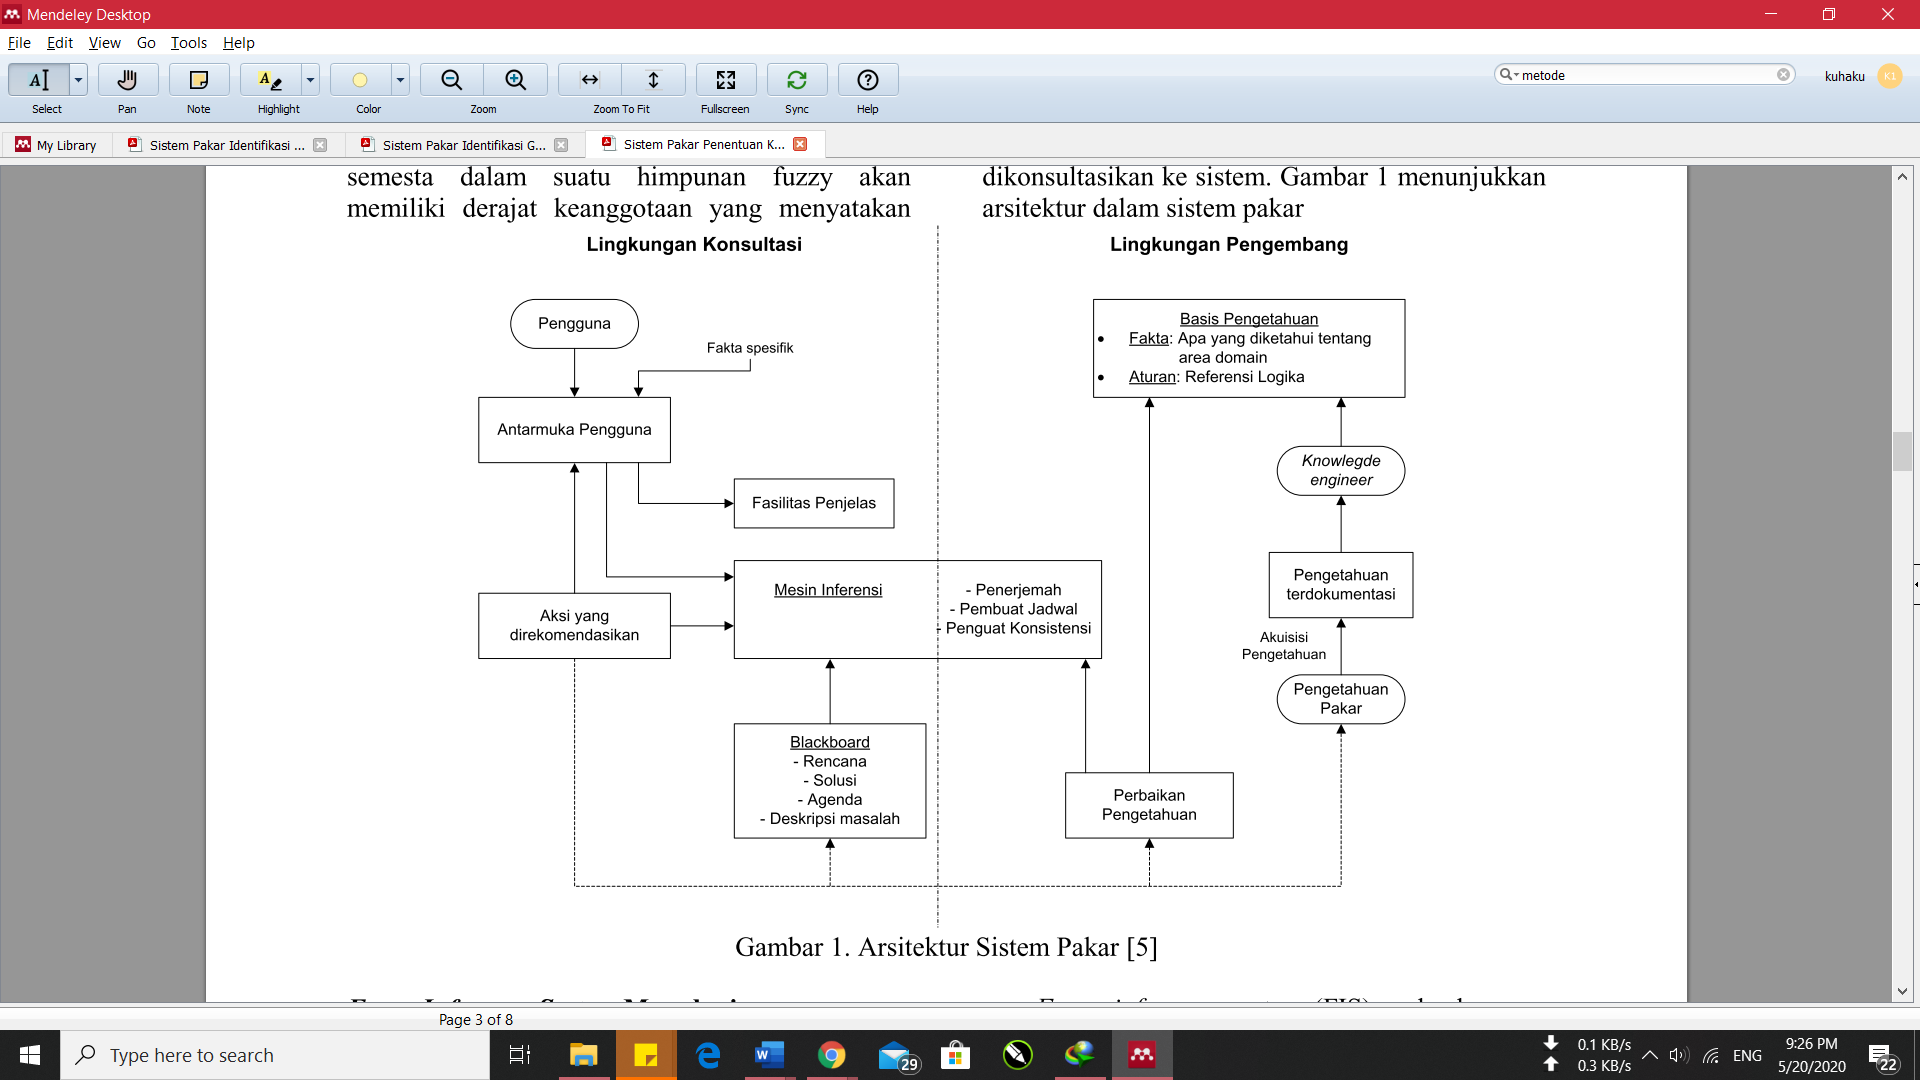 Mendeley Desktop
File Edit View Go Tools Help
metode
kuhaku
K1
Select Pan Note Highlight Color Zoom Zoom To Fit Fullscreen Sync Help
My Library
Sistem Pakar Identifikasi ...
Sistem Pakar Identifikasi G...
Sistem Pakar Penentuan K...
semesta dalam suatu himpunan fuzzy akan
memiliki derajat keanggotaan yang menyatakan
dikonsultasikan ke sistem. Gambar 1 menunjukkan
arsitektur dalam sistem pakar
Lingkungan Konsultasi
Pengguna
Fakta spesifik
Antarmuka Pengguna
Fasilitas Penjelas
Aksi yang
direkomendasikan
Mesin Inferensi
- Penerjemah
- Pembuat Jadwal
- Penguat Konsistensi
Blackboard
- Rencana
- Solusi
- Agenda
- Deskripsi masalah
Lingkungan Pengembang
Basis Pengetahuan
• Fakta: Apa yang diketahui tentang
area domain
• Aturan: Referensi Logika
Knowlegde
engineer
Pengetahuan
terdokumentasi
Akuisisi
Pengetahuan
Pengetahuan
Pakar
Perbaikan
Pengetahuan
Gambar 1. Arsitektur Sistem Pakar [5]
Page 3 of 8
Type here to search
29
0.1 KB/s
0.3 KB/s
ENG
9:26 PM
5/20/2020
22